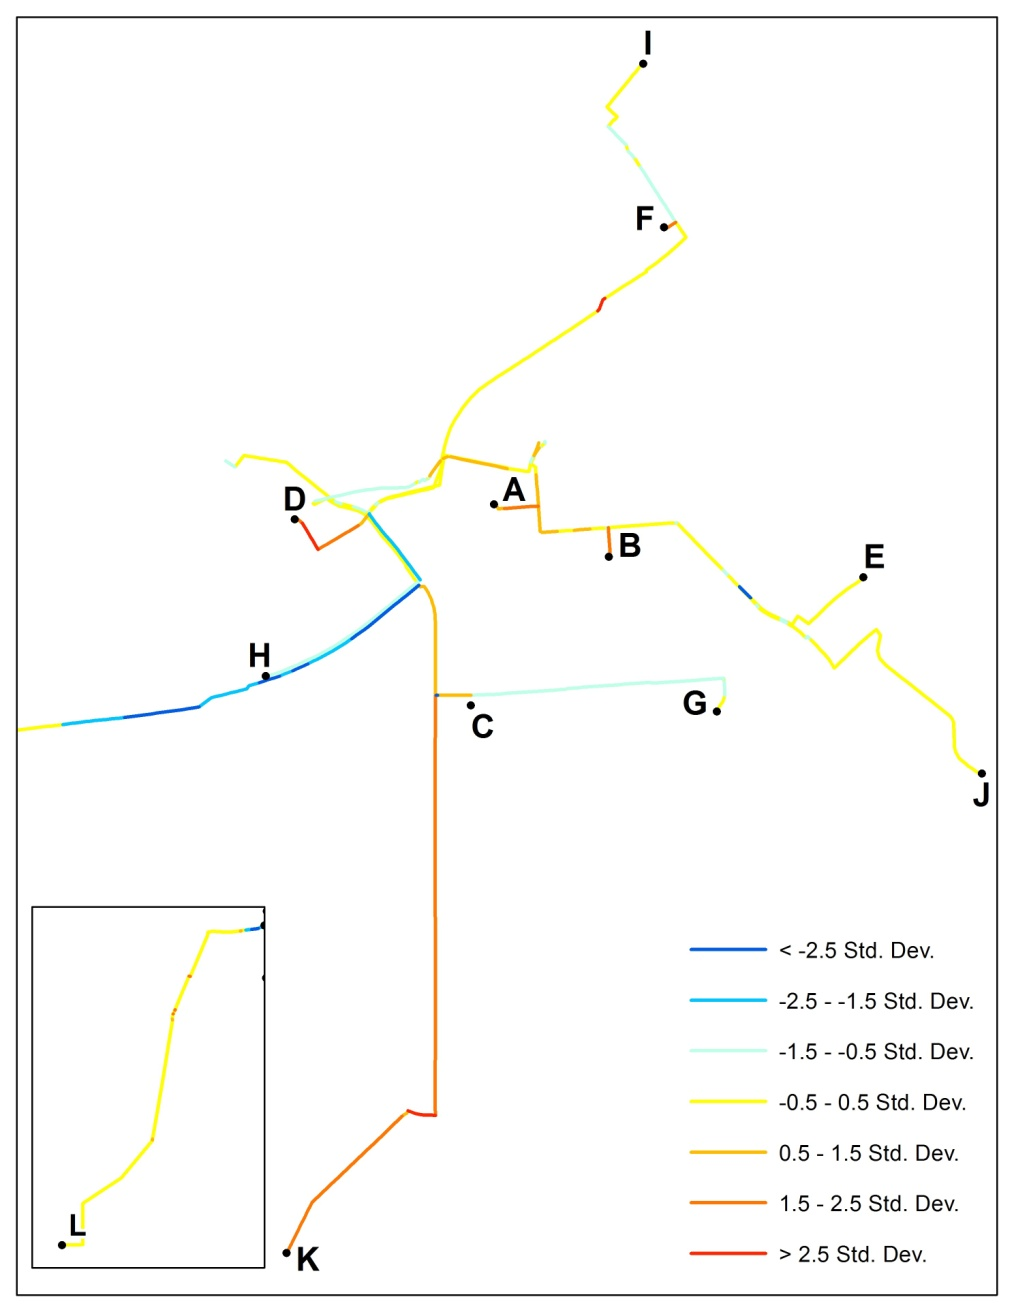 I
F
A
D
B
E
H
G
C
J
< -2.5 Std. Dev.
-2.5 - -1.5 Std. Dev.
-1.5 - -0.5 Std. Dev.
-0.5 - 0.5 Std. Dev.
0.5 - 1.5 Std. Dev.
1.5 - 2.5 Std. Dev.
> 2.5 Std. Dev.
L
K